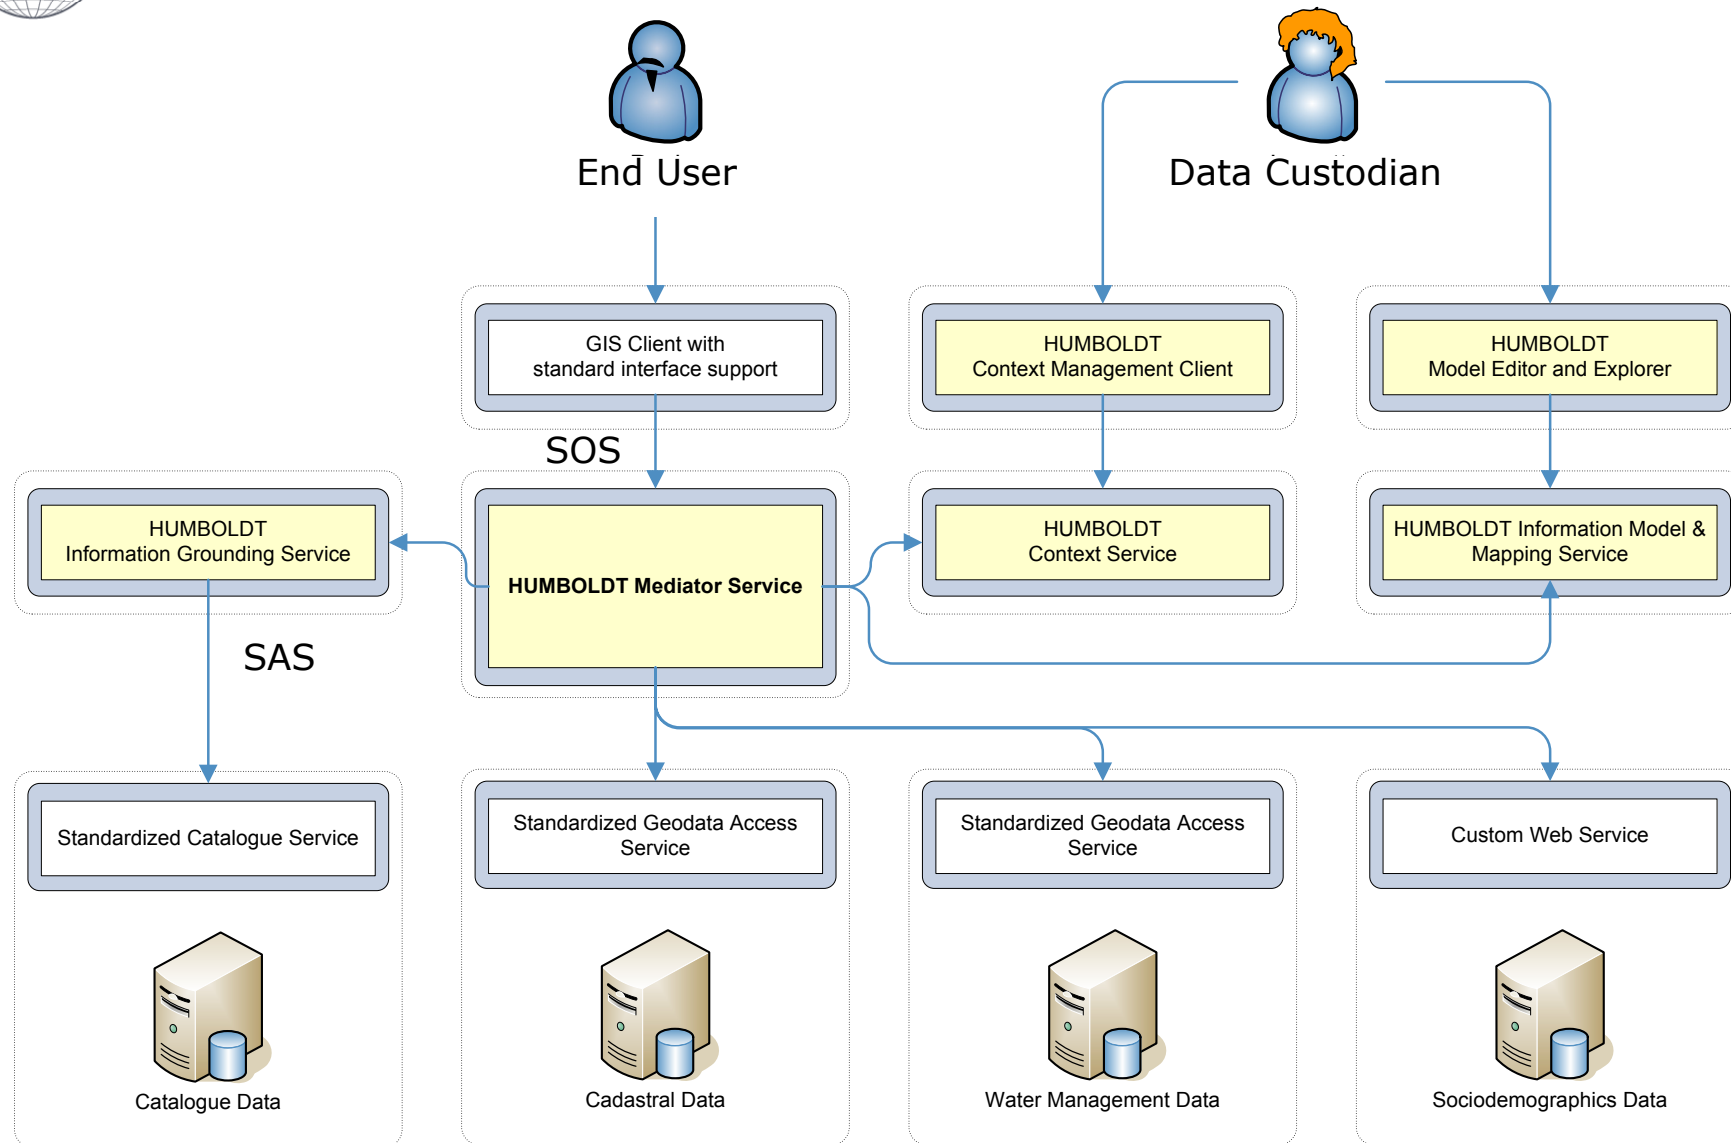 End User
Data Custodian
GIS Client with
standard interface support
HUMBOLDT
Context Management Client
HUMBOLDT
Model Editor and Explorer
SOS
HUMBOLDT
Information Grounding Service
HUMBOLDT Mediator Service
HUMBOLDT
Context Service
HUMBOLDT Information Model &
Mapping Service
SAS
Standardized Catalogue Service
Standardized Geodata Access
Service
Standardized Geodata Access
Service
Custom Web Service
Catalogue Data
Cadastral Data
Water Management Data
Sociodemographics Data